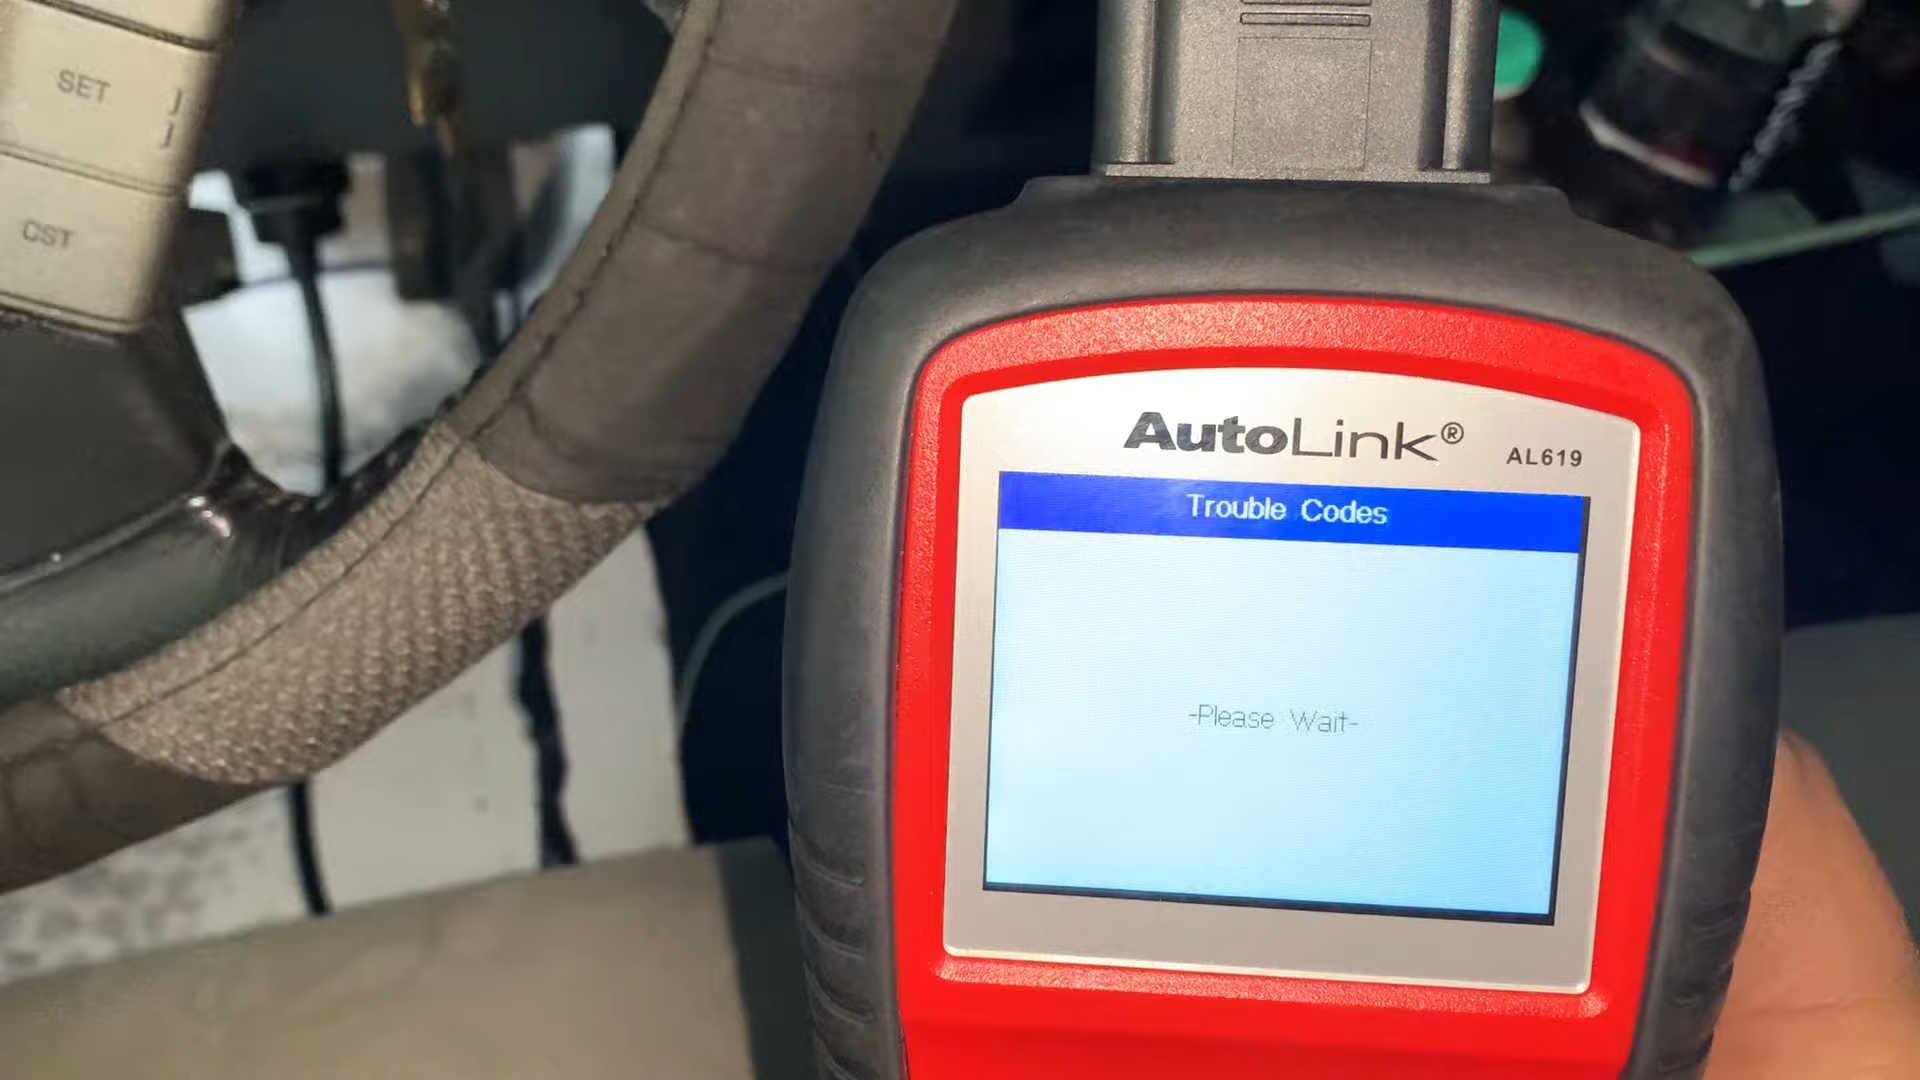 SET
CST
AutoLink®
AL619
Trouble Codes
-Please Wait-